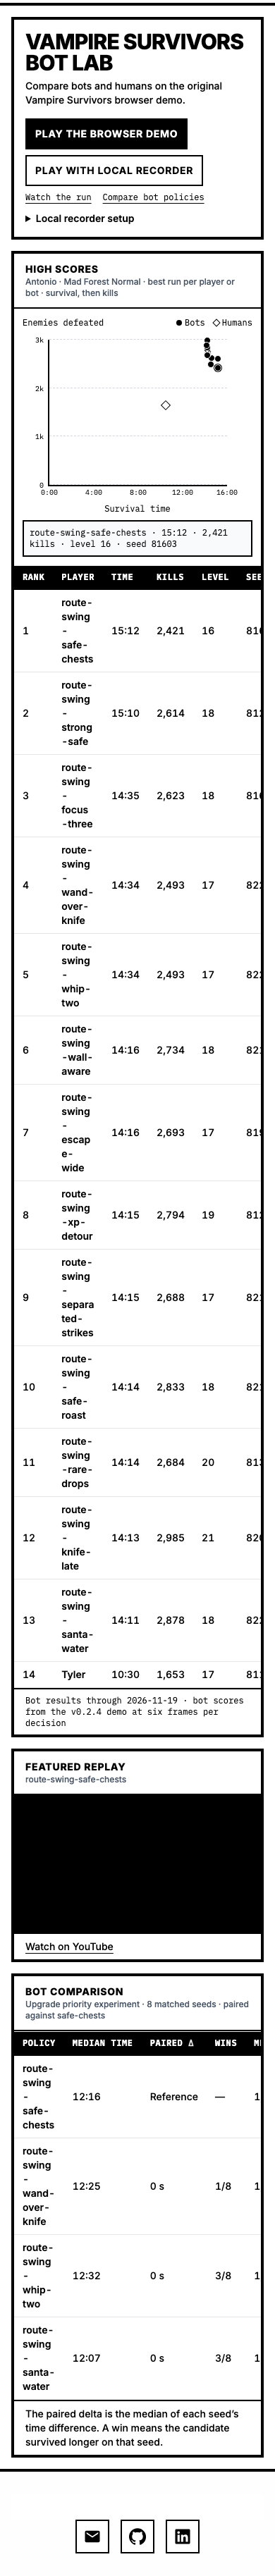 VAMPIRE SURVIVORS
BOT LAB
Compare bots and humans on the original
Vampire Survivors browser demo.
PLAY THE BROWSER DEMO
PLAY WITH LOCAL RECORDER
Watch the run Compare bot policies
▶ Local recorder setup
HIGH SCORES
Antonio · Mad Forest Normal · best run per player or
bot · survival, then kills
Enemies defeated
Bots Humans
3k
2k
1k
0
0:00 4:00 8:00 12:00 16:00
Survival time
route-swing-safe-chests · 15:12 · 2,421
kills · level 16 · seed 81603
RANK PLAYER TIME KILLS LEVEL
1 route-swing-safe-chests 15:12 2,421 16
2 route-swing-strong-safe 15:10 2,614 18
3 route-swing-focus-three 14:35 2,623 18
4 route-swing-wand-over-knife 14:34 2,493 17
5 route-swing-whip-two 14:34 2,493 17
6 route-swing-wall-aware 14:16 2,734 18
7 route-swing-escape-wide 14:16 2,693 17
8 route-swing-xp-detour 14:15 2,794 19
9 route-swing-separated-strikes 14:15 2,688 17
10 route-swing-safe-roast 14:14 2,833 18
11 route-swing-rare-drops 14:14 2,684 20
12 route-swing-knife-late 14:13 2,985 21
13 route-swing-santa-water 14:11 2,878 18
14 Tyler 10:30 1,653 17
Bot results through 2026-11-19 · bot scores
from the v0.2.4 demo at six frames per
decision
FEATURED REPLAY
route-swing-safe-chests
Watch on YouTube
BOT COMPARISON
Upgrade priority experiment · 8 matched seeds · paired
against safe-chests
POLICY MEDIAN TIME PAIRED Δ WINS
route-swing-safe-chests 12:16 Reference —
route-swing-wand-over-knife 12:25 0 s 1/8
route-swing-whip-two 12:32 0 s 3/8
route-swing-santa-water 12:07 0 s 3/8
The paired delta is the median of each seed’s
time difference. A win means the candidate
survived longer on that seed.